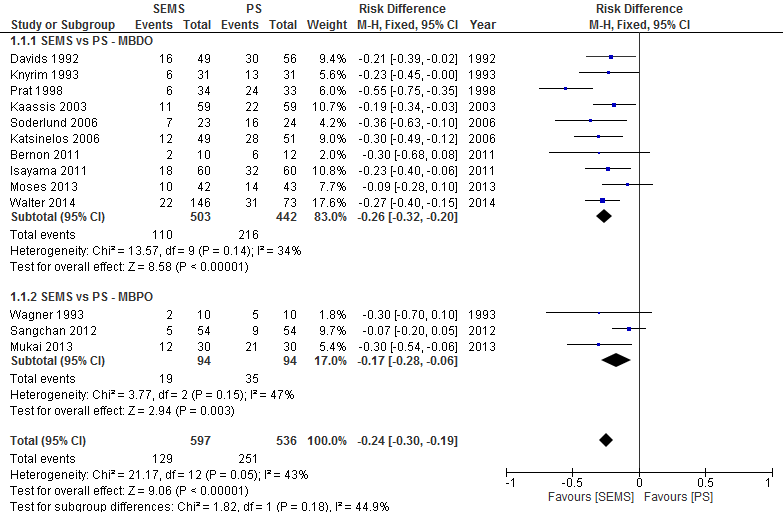 SEMS PS Risk Difference Risk Difference
Study or Subgroup Events Total Events Total Weight M-H, Fixed, 95% CI Year M-H, Fixed, 95% CI
1.1.1 SEMS vs PS - MBDO
Davids 1992 16 49 30 56 9.4% -0.21 [-0.39, -0.02] 1992
Knyrim 1993 6 31 13 31 5.6% -0.23 [-0.45, -0.00] 1993
Prat 1998 6 34 24 33 6.0% -0.55 [-0.75, -0.35] 1998
Kaassis 2003 11 59 22 59 10.6% -0.19 [-0.34, -0.03] 2003
Soderlund 2006 7 23 16 24 4.2% -0.36 [-0.63, -0.10] 2006
Katsinelos 2006 12 49 28 51 9.0% -0.30 [-0.49, -0.12] 2006
Bernon 2011 2 10 6 12 2.0% -0.30 [-0.68, 0.08] 2011
Isayama 2011 18 60 32 60 10.8% -0.23 [-0.40, -0.06] 2011
Moses 2013 10 42 14 43 7.7% -0.09 [-0.28, 0.10] 2013
Walter 2014 22 146 31 73 17.6% -0.27 [-0.40, -0.15] 2014
Subtotal (95% CI) 503 442 83.0% -0.26 [-0.32, -0.20]
Total events 110 216
Heterogeneity: Chi² = 13.57, df = 9 (P = 0.14); I² = 34%
Test for overall effect: Z = 8.58 (P < 0.00001)
1.1.2 SEMS vs PS - MBPO
Wagner 1993 2 10 5 10 1.8% -0.30 [-0.70, 0.10] 1993
Sangchan 2012 5 54 9 54 9.7% -0.07 [-0.20, 0.05] 2012
Mukai 2013 12 30 21 30 5.4% -0.30 [-0.54, -0.06] 2013
Subtotal (95% CI) 94 94 17.0% -0.17 [-0.28, -0.06]
Total events 19 35
Heterogeneity: Chi² = 3.77, df = 2 (P = 0.15); I² = 47%
Test for overall effect: Z = 2.94 (P = 0.003)
Total (95% CI) 597 536 100.0% -0.24 [-0.30, -0.19]
Total events 129 251
Heterogeneity: Chi² = 21.17, df = 12 (P = 0.05); I² = 43%
Test for overall effect: Z = 9.06 (P < 0.00001)
Test for subgroup differences: Chi² = 1.82, df = 1 (P = 0.18), I² = 44.9%
-1 -0.5 0 0.5 1
Favours [SEMS] Favours [PS]